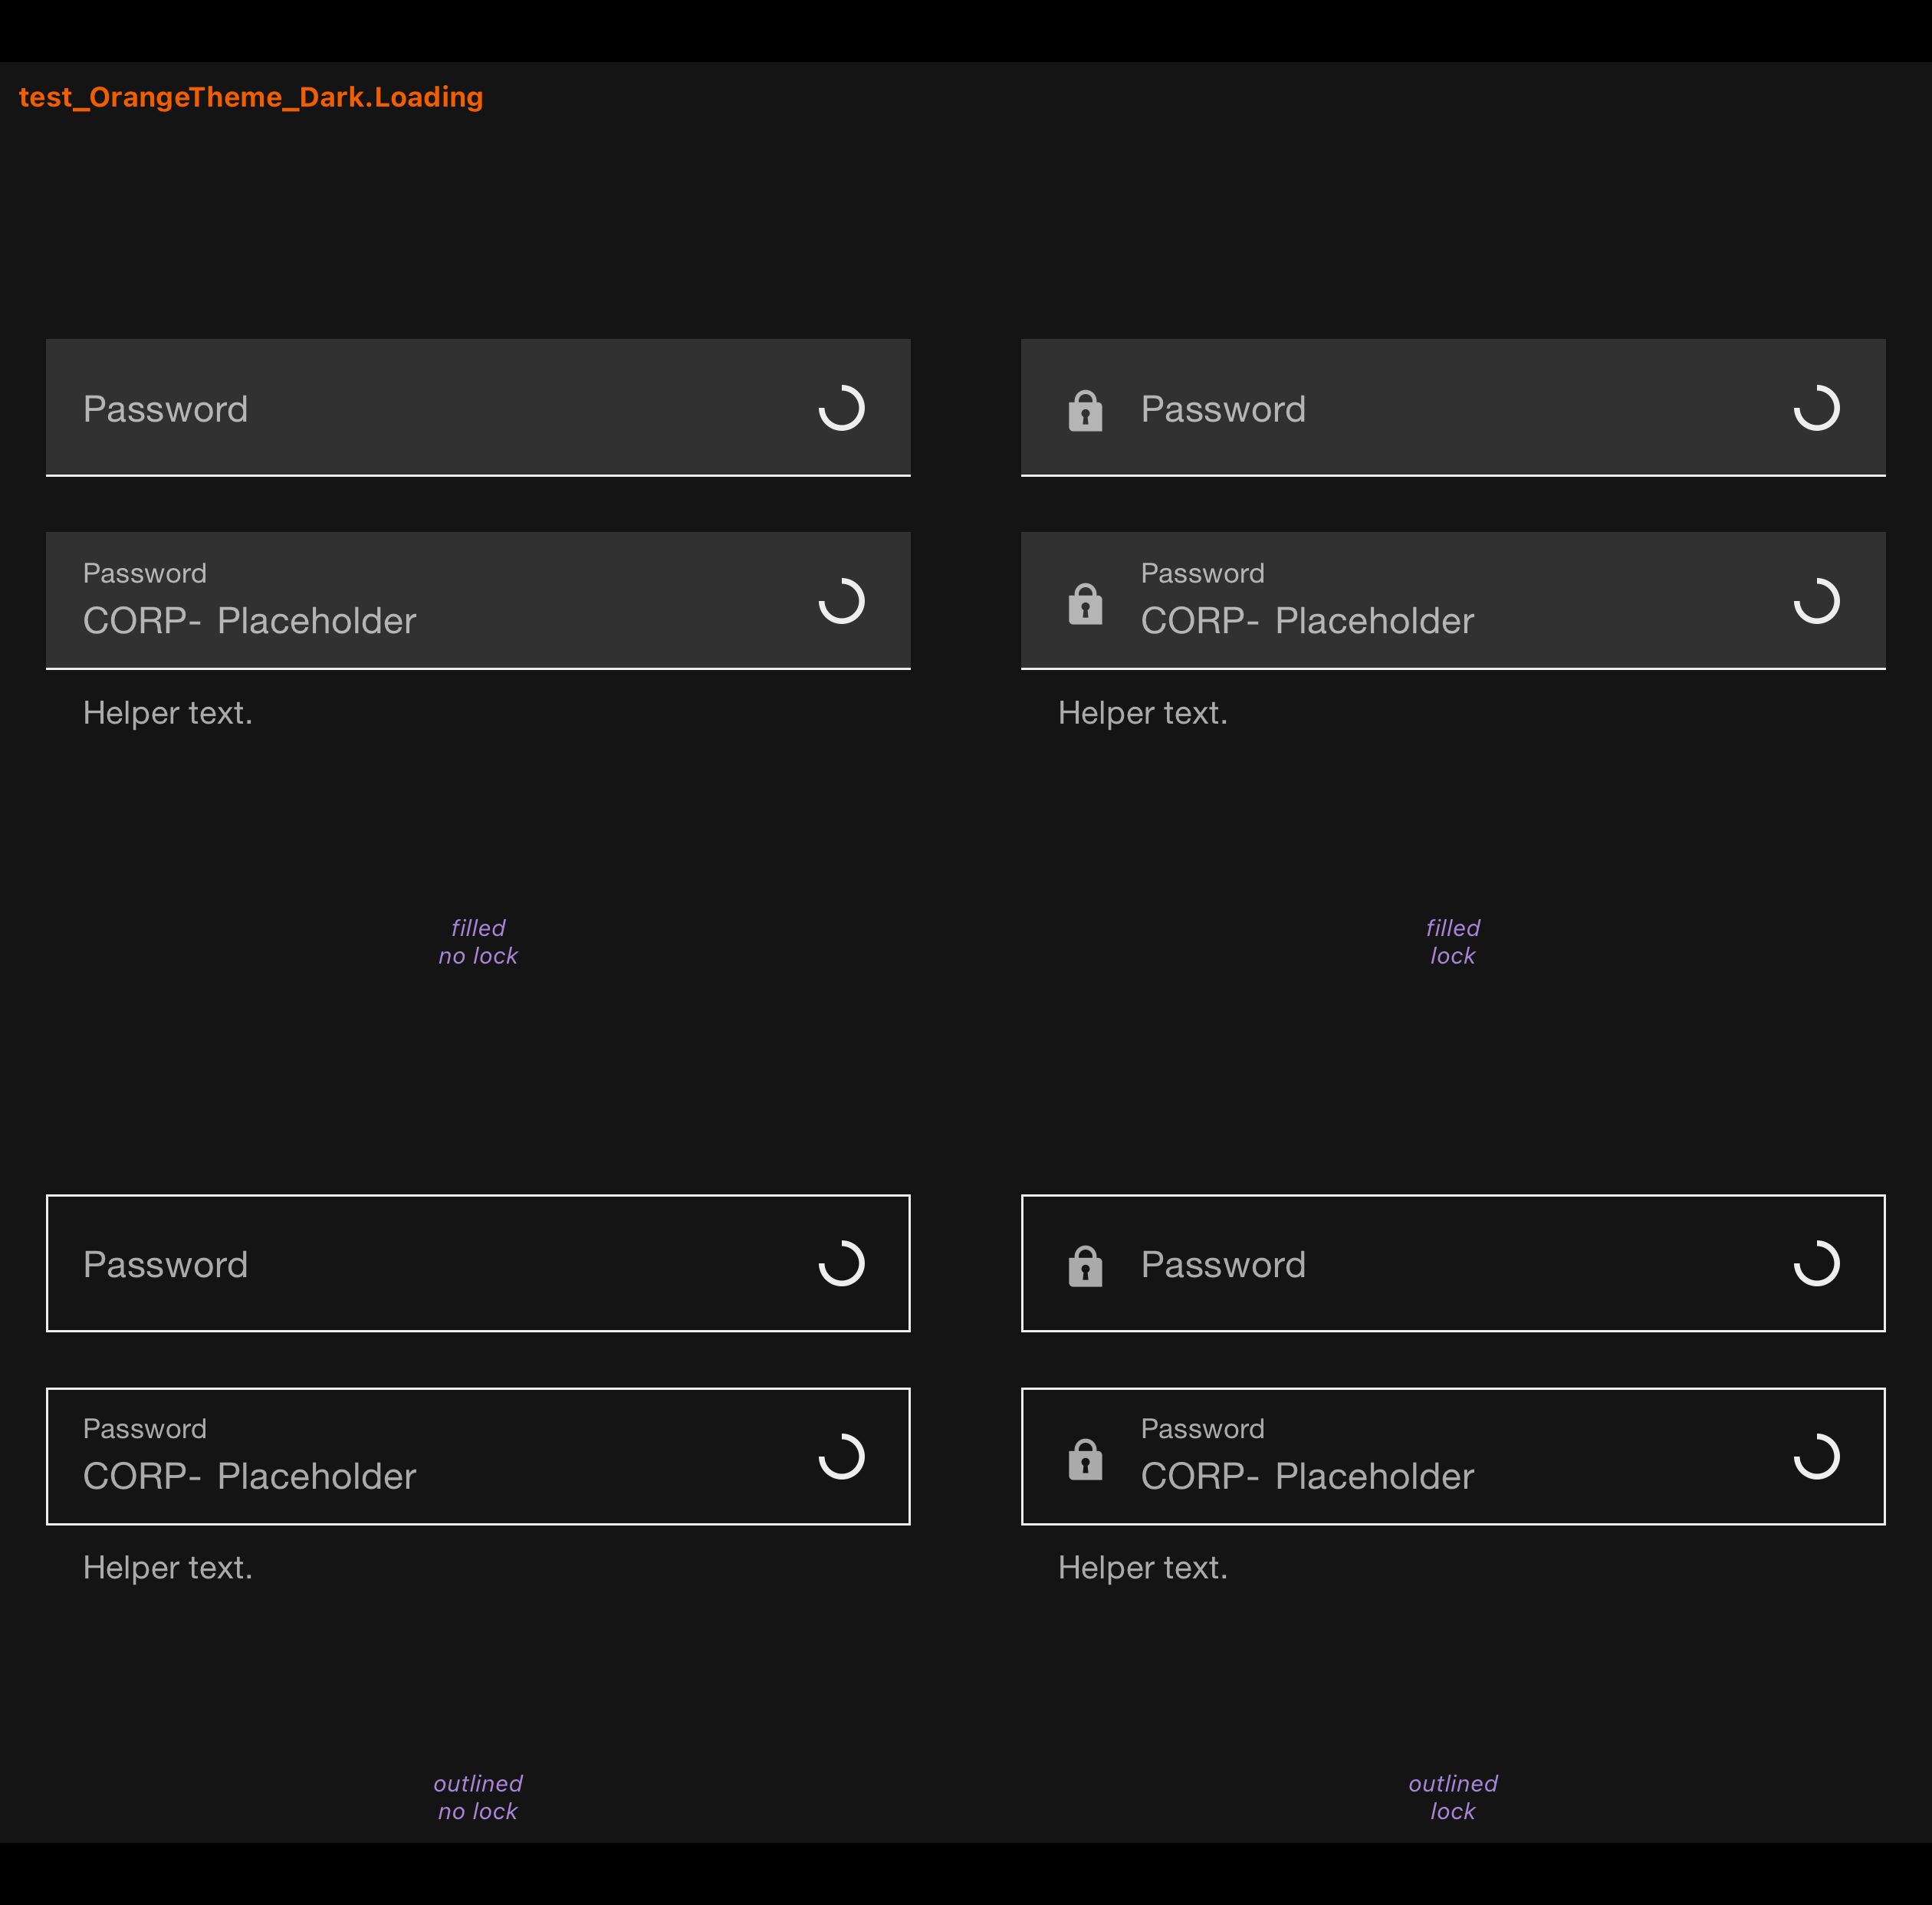 test_OrangeTheme_Dark.Loading
Password
Password
Password
CORP- Placeholder
Helper text.
Password
CORP- Placeholder
Helper text.
filled
no lock
filled
lock
Password
Password
Password
CORP- Placeholder
Helper text.
Password
CORP- Placeholder
Helper text.
outlined
no lock
outlined
lock